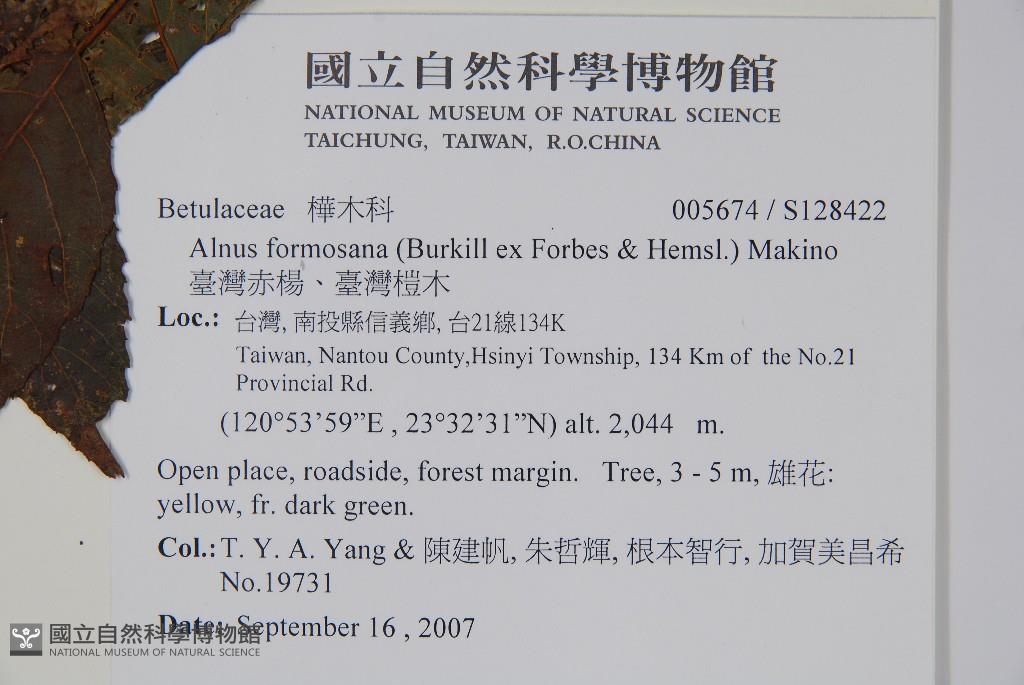 國立自然科學博物館
NATIONAL MUSEUM OF NATURAL SCIENCE
TAICHUNG, TAIWAN, R.O.CHINA
Betulaceae 樺木科 005674 / S128422
Alnus formosana (Burkill ex Forbes & Hemsl.) Makino
臺灣赤楊、臺灣榿木
Loc.: 台灣, 南投縣信義鄉, 台21線134K
Taiwan, Nantou County,Hsinyi Township, 134 Km of the No.21
Provincial Rd.
(120°53’59”E , 23°32’31”N) alt. 2,044 m.
Open place, roadside, forest margin. Tree, 3 - 5 m, 雄花:
yellow, fr. dark green.
Col.: T. Y. A. Yang & 陳建帆, 朱哲輝, 根本智行, 加賀美昌希
No.19731
Date: September 16 , 2007
國立自然科學博物館
NATIONAL MUSEUM OF NATURAL SCIENCE